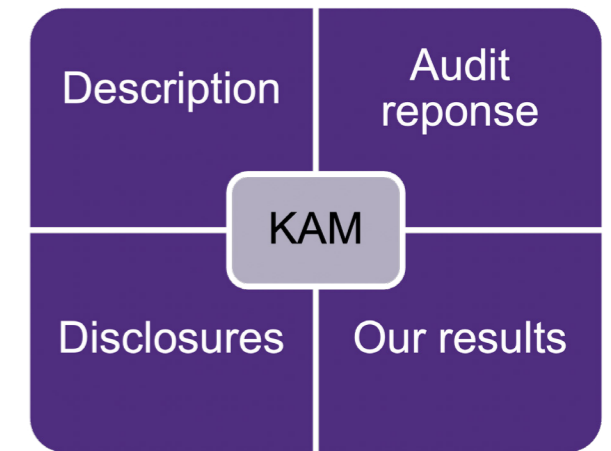 Description
Audit
reponse
KAM
Disclosures
Our results